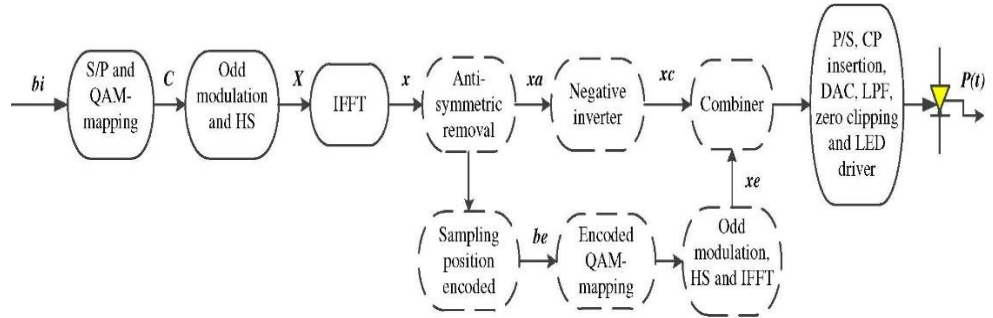 bi
S/P and
QAM-
mapping
C
Odd
modulation
and HS
X
IFFT
x
Anti-
symmetric
removal
xa
Negative
inverter
xc
Combiner
P/S, CP
insertion,
DAC, LPF,
zero clipping
and LED
driver
P(t)
Sampling
position
encoded
be
Encoded
QAM-
mapping
Odd
modulation,
HS and IFFT
xe